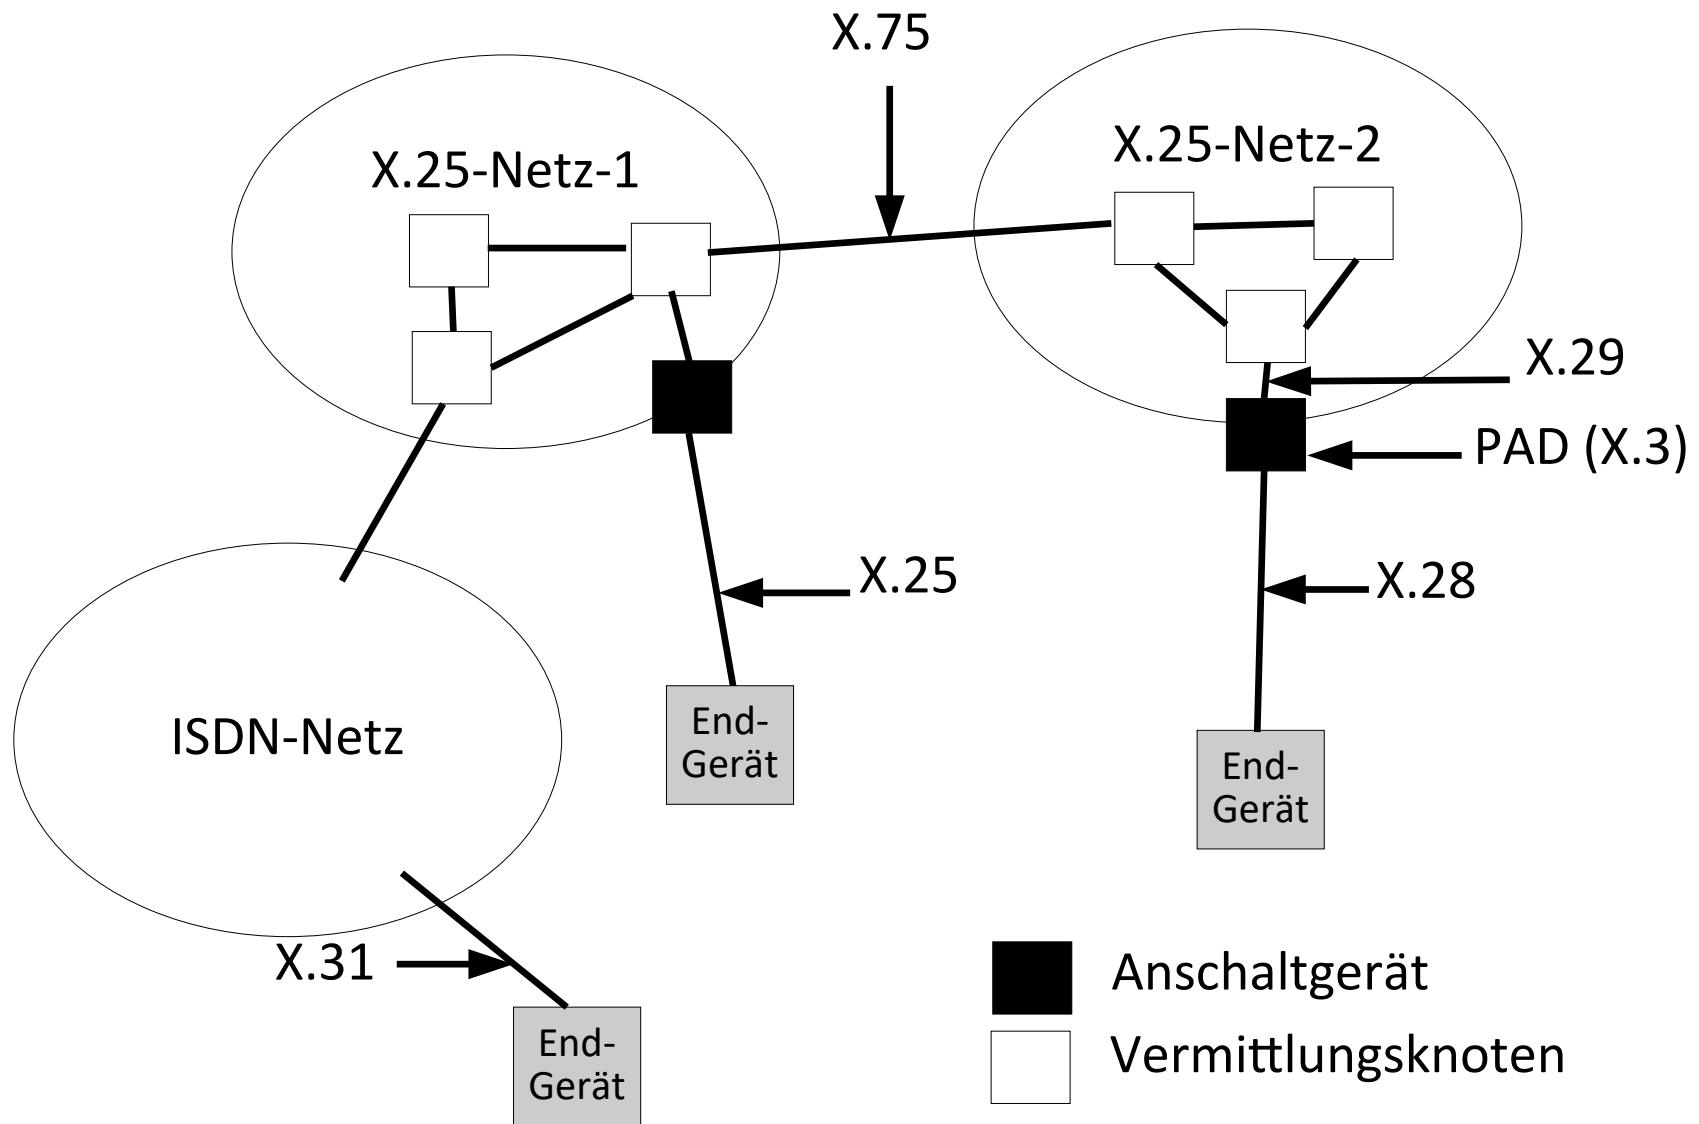 X.75
X.25-Netz-1
X.25-Netz-2
X.29
PAD (X.3)
X.25
X.28
ISDN-Netz
End-
Gerät
End-
Gerät
X.31
End-
Gerät
Anschaltgerät
Vermittlungsknoten